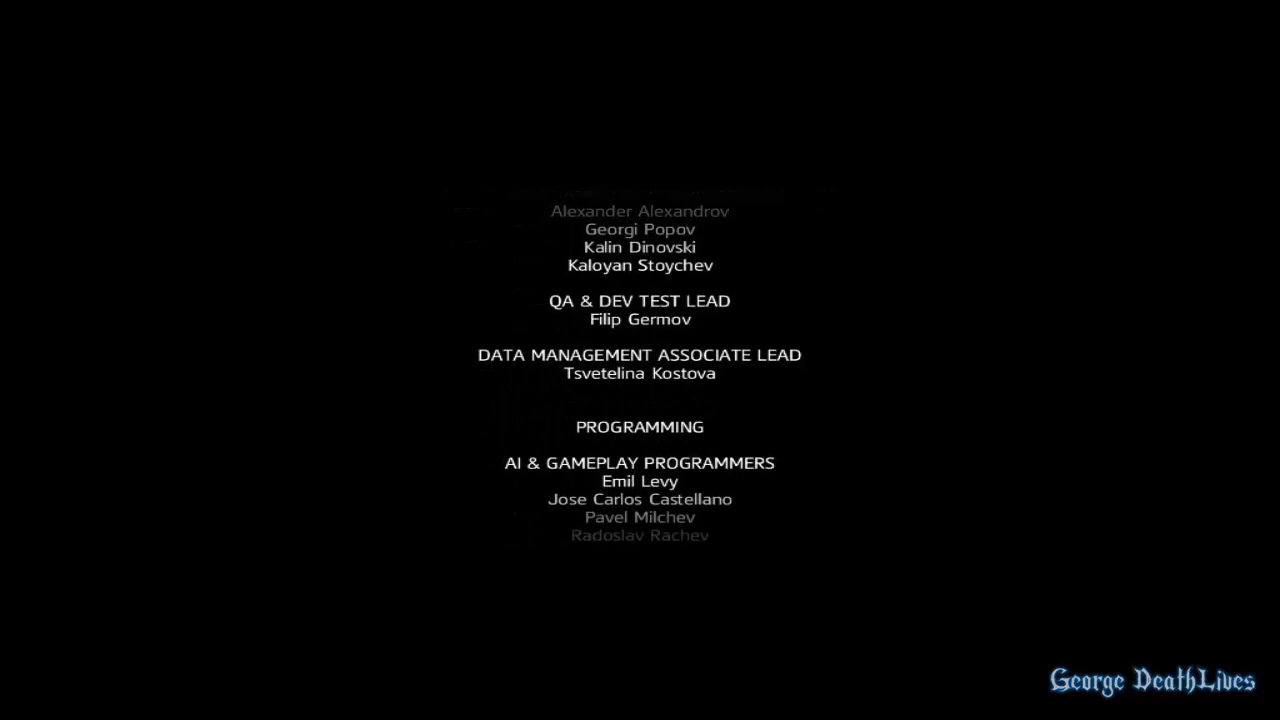 Alexander Alexandrov
Georgi Popov
Kalin Dinovski
Kaloyan Stoychev
QA & DEV TEST LEAD
Filip Germov
DATA MANAGEMENT ASSOCIATE LEAD
Tsvetelina Kostova
PROGRAMMING
AI & GAMEPLAY PROGRAMMERS
Emil Levy
Jose Carlos Castellano
Pavel Milchev
Radoslav Rachev
George DeathLives